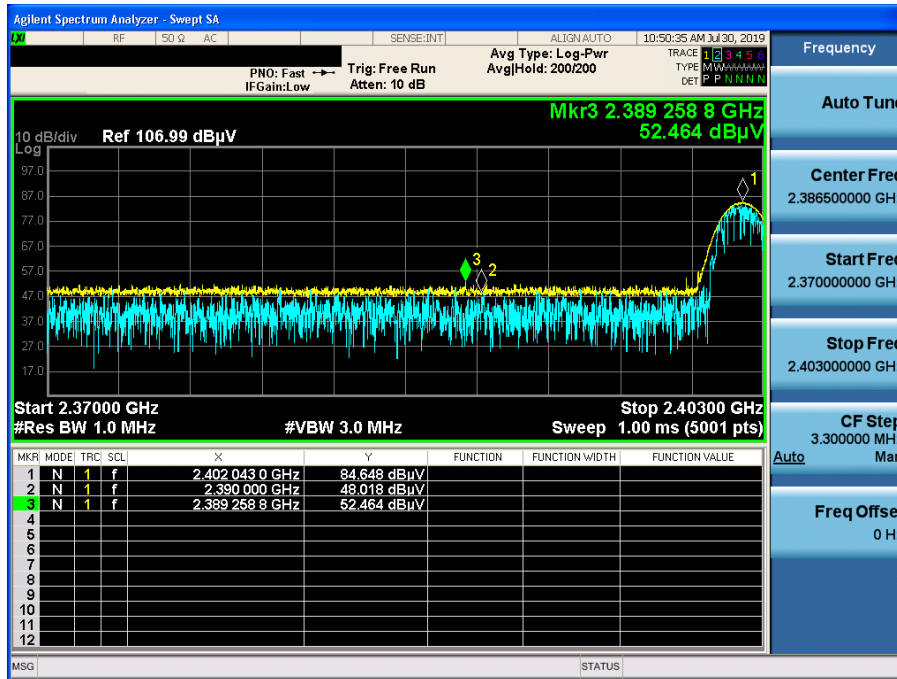 Agilent Spectrum Analyzer - Swept SA
LXI RF 50 Ω AC SENSE:INT ALIGN AUTO 10:50:35 AM Jul 30, 2019
Frequency
PNO: Fast Trig: Free Run Avg Type: Log-Pwr TRACE 1 2 3 4 5 6
IFGain:Low Atten: 10 dB Avg|Hold: 200/200 TYPE M W W W W W
DET P P N N N N
Auto Tune
Mkr3 2.389 258 8 GHz
10 dB/div Ref 106.99 dBµV 52.464 dBµV
Log
97.0
87.0
77.0
67.0
57.0
47.0
37.0
27.0
17.0
1
3
2
Center Freq
2.386500000 GH
Start Freq
2.370000000 GH
Stop Freq
2.403000000 GH
Start 2.37000 GHz Stop 2.40300 GHz
#Res BW 1.0 MHz #VBW 3.0 MHz Sweep 1.00 ms (5001 pts)
CF Step
3.300000 MH
Auto Man
MKR MODE TRC SCL X Y FUNCTION FUNCTION WIDTH FUNCTION VALUE
1 N 1 f 2.402 043 0 GHz 84.648 dBµV
2 N 1 f 2.390 000 GHz 48.018 dBµV
3 N 1 f 2.389 258 8 GHz 52.464 dBµV
4
5
6
7
8
9
10
11
12
Freq Offse
0 H
MSG STATUS